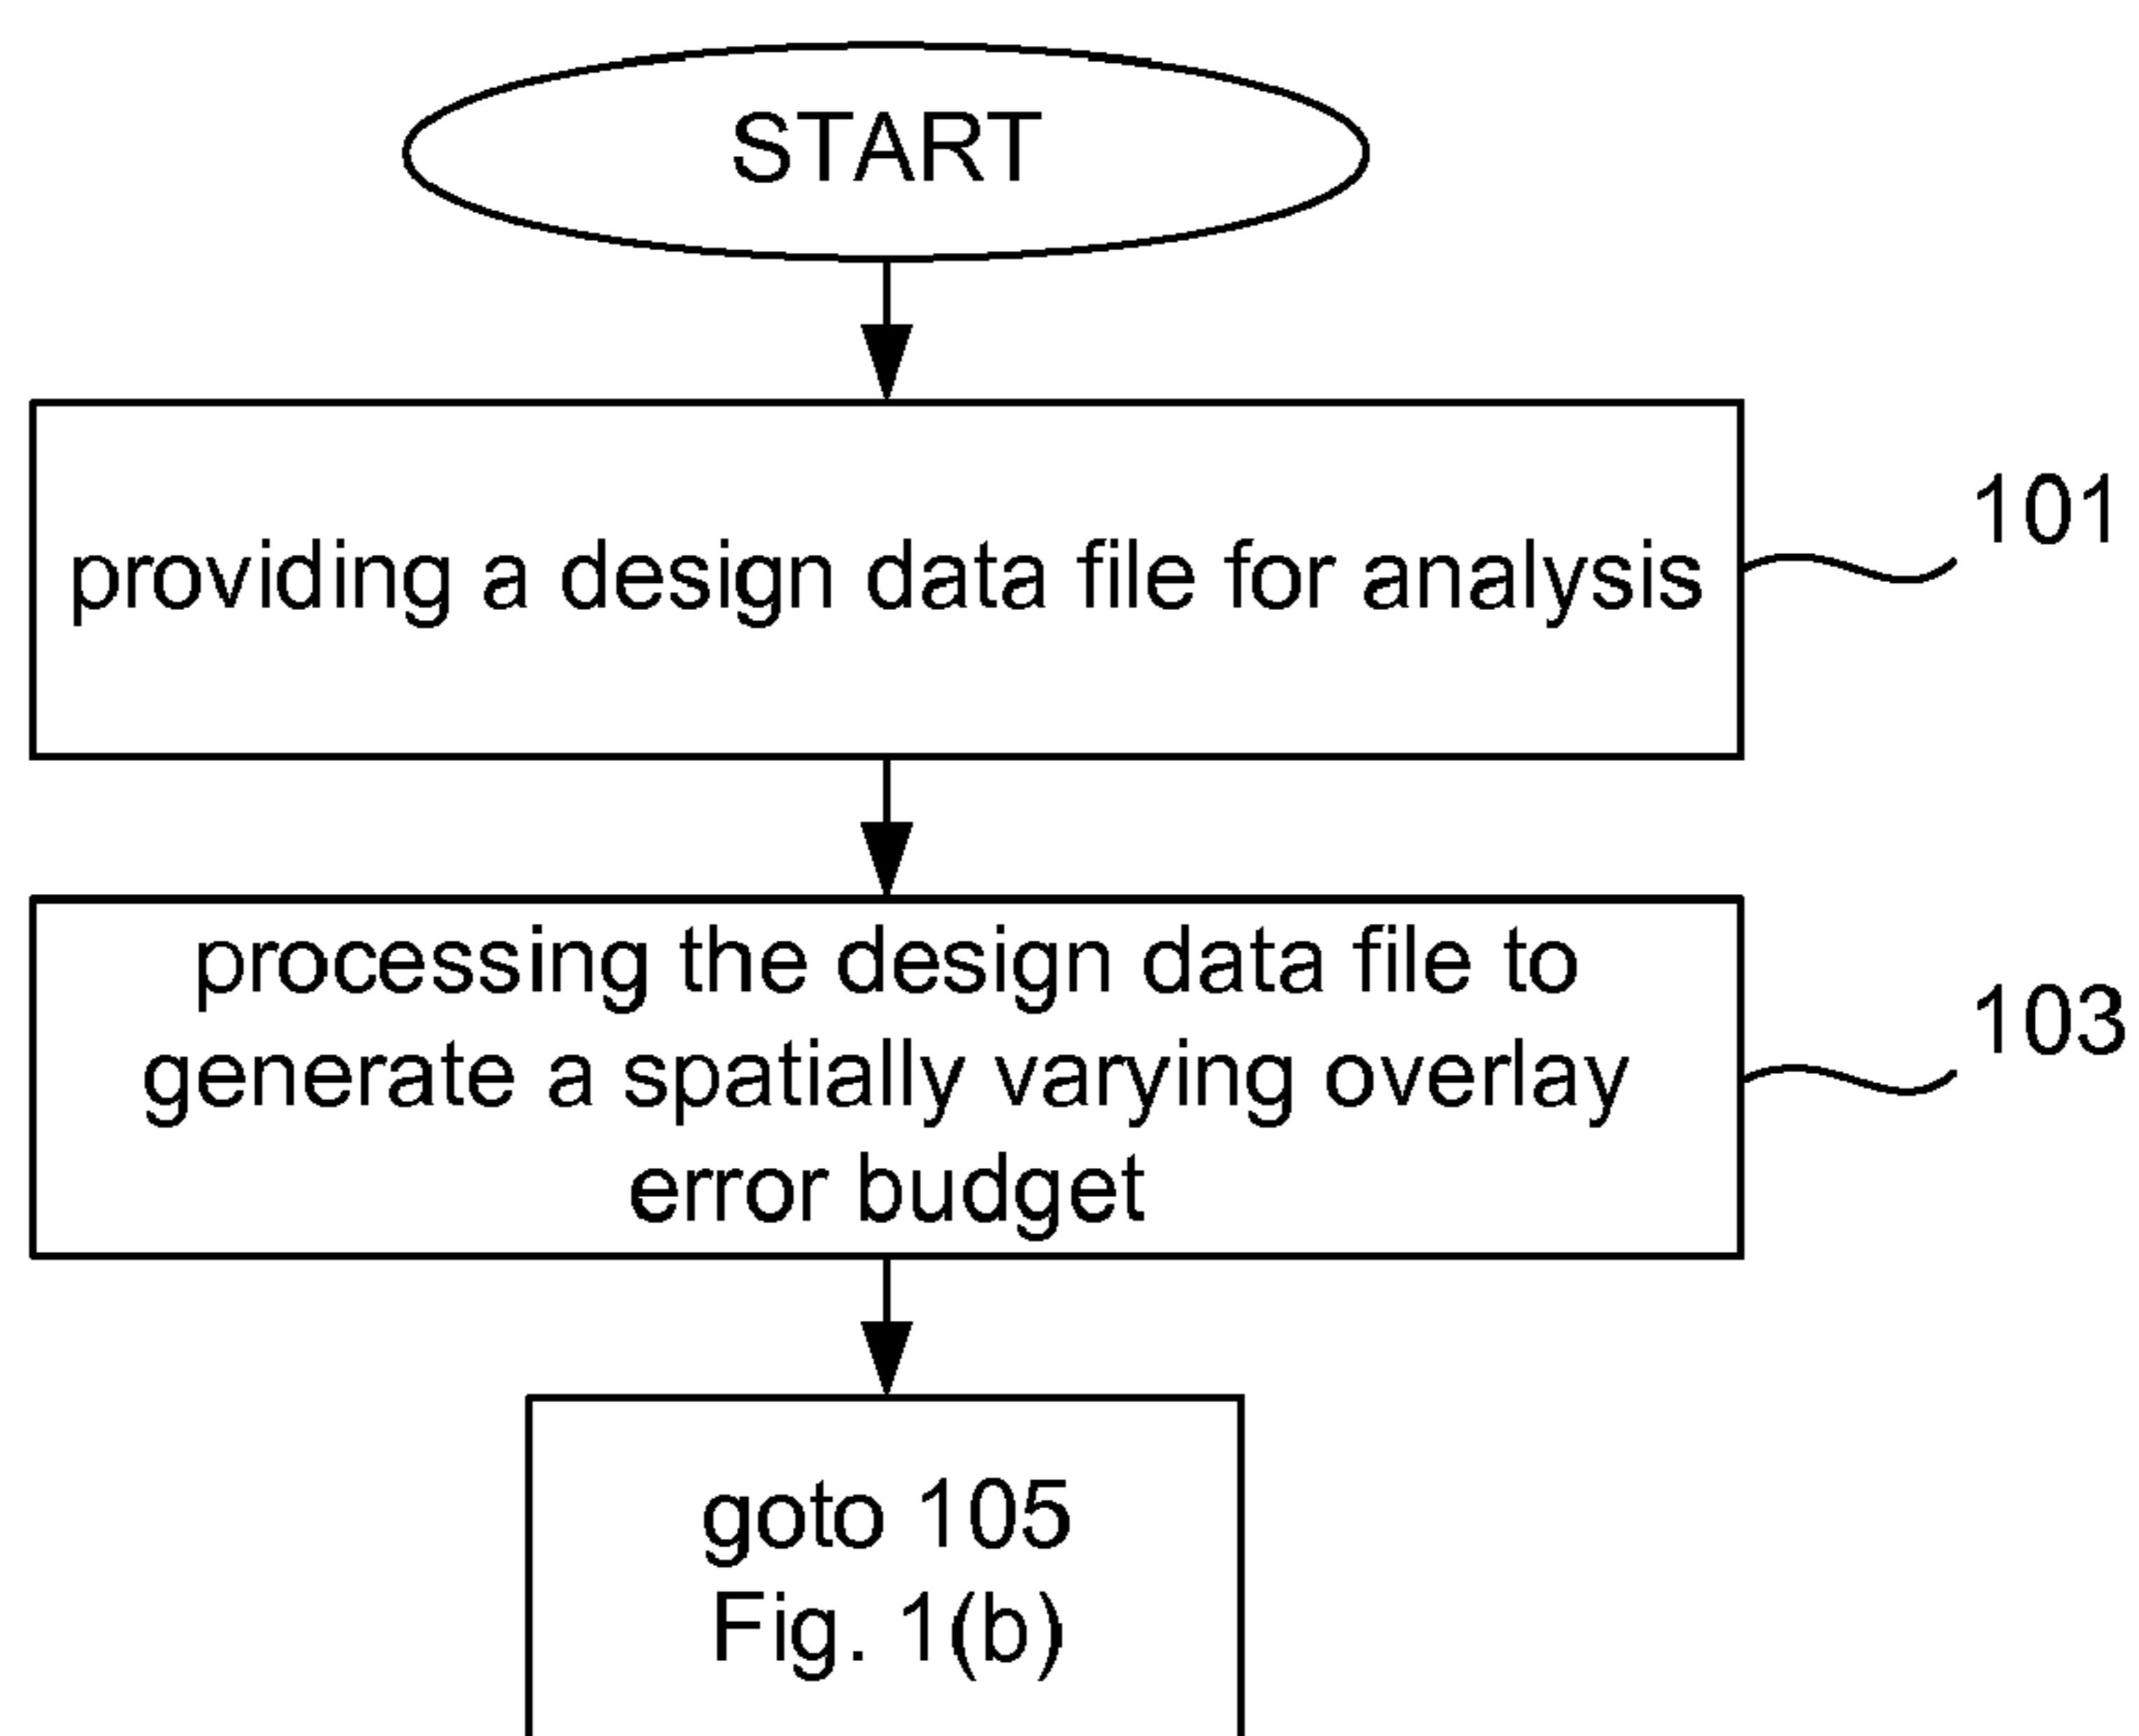 START
providing a design data file for analysis
101
processing the design data file to
generate a spatially varying overlay
error budget
103
goto 105
Fig. 1(b)